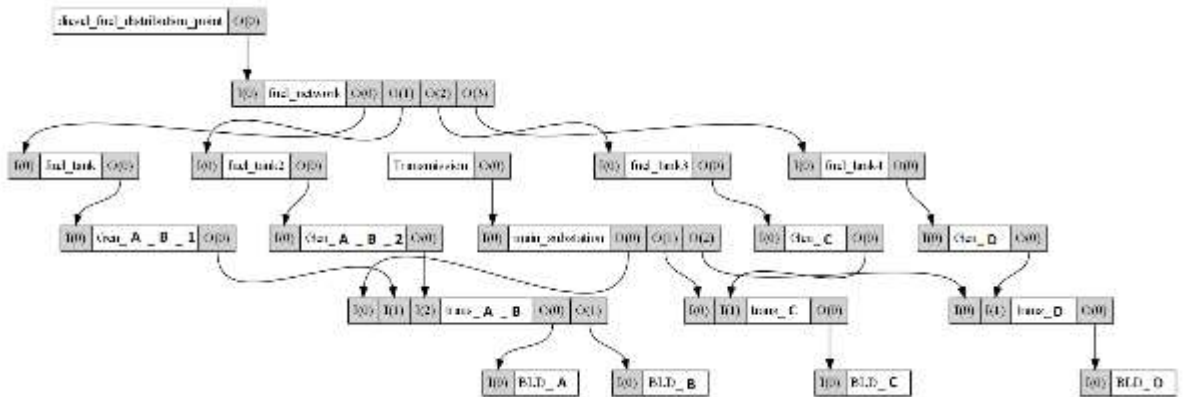 diesel_fuel_distribution_point O(0)
I(0) fuel_network O(0) O(1) O(2) O(3)
I(0) fuel_tank O(0) I(0) fuel_tank2 O(0) Transmission O(0) I(0) fuel_tank3 O(0) I(0) fuel_tank4 O(0)
I(0) Gen_A_B_1 O(0) I(0) Gen_A_B_2 O(0) I(0) main_substation O(0) O(1) O(2) I(0) Gen_C O(0) I(0) Gen_D O(0)
I(0) I(1) I(2) trans_A_B O(0) O(1) I(0) I(1) trans_C O(0) I(0) I(1) trans_D O(0)
I(0) BLD_A I(0) BLD_B I(0) BLD_C I(0) BLD_D